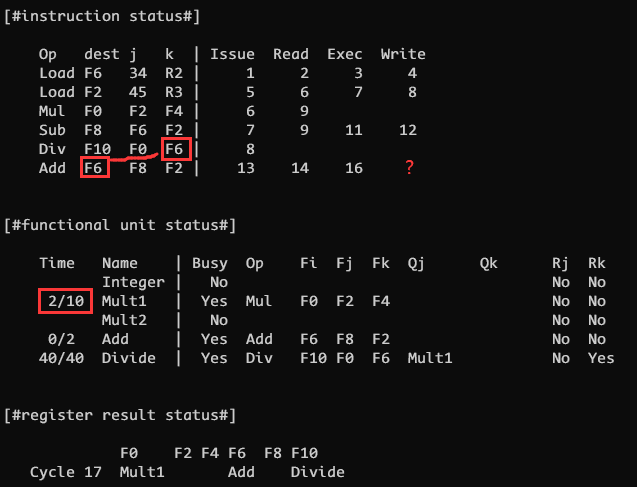 [#instruction status#]
Op dest j k | Issue Read Exec Write
Load F6 34 R2 | 1 2 3 4
Load F2 45 R3 | 5 6 7 8
Mul F0 F2 F4 | 6 9
Sub F8 F6 F2 | 7 9 11 12
Div F10 F0 F6 | 8
Add F6 F8 F2 | 13 14 16 ?
[#functional unit status#]
Time Name | Busy Op Fi Fj Fk Qj Qk Rj Rk
Integer | No No No
2/10 Mult1 | Yes Mul F0 F2 F4 No No
Mult2 | No No No
0/2 Add | Yes Add F6 F8 F2 No No
40/40 Divide | Yes Div F10 F0 F6 Mult1 No Yes
[#register result status#]
F0 F2 F4 F6 F8 F10
Cycle 17 Mult1 Add Divide